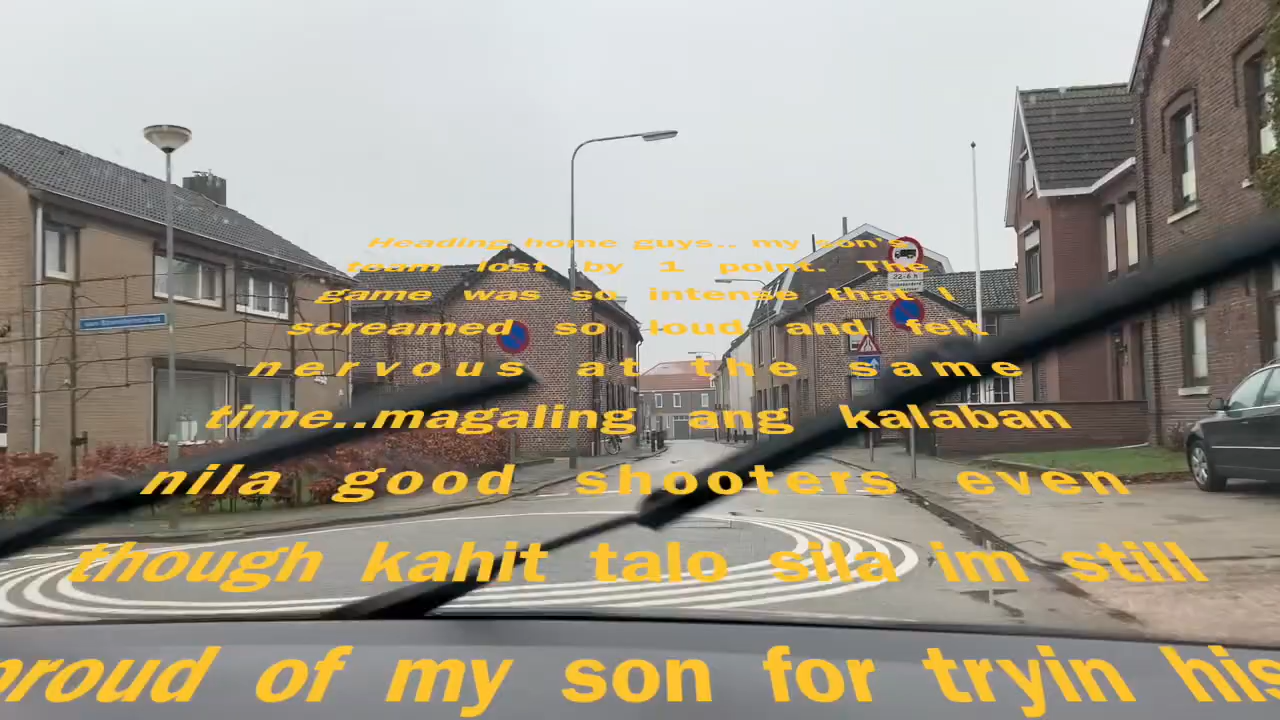 Heading home guys.. my son's
team lost by 1 point. The
game was so intense that I
screamed so loud and felt
nervous at the same
time..magaling ang kalaban
nila good shooters even
though kahit talo sila im still
proud of my son for tryin his
22-6 h